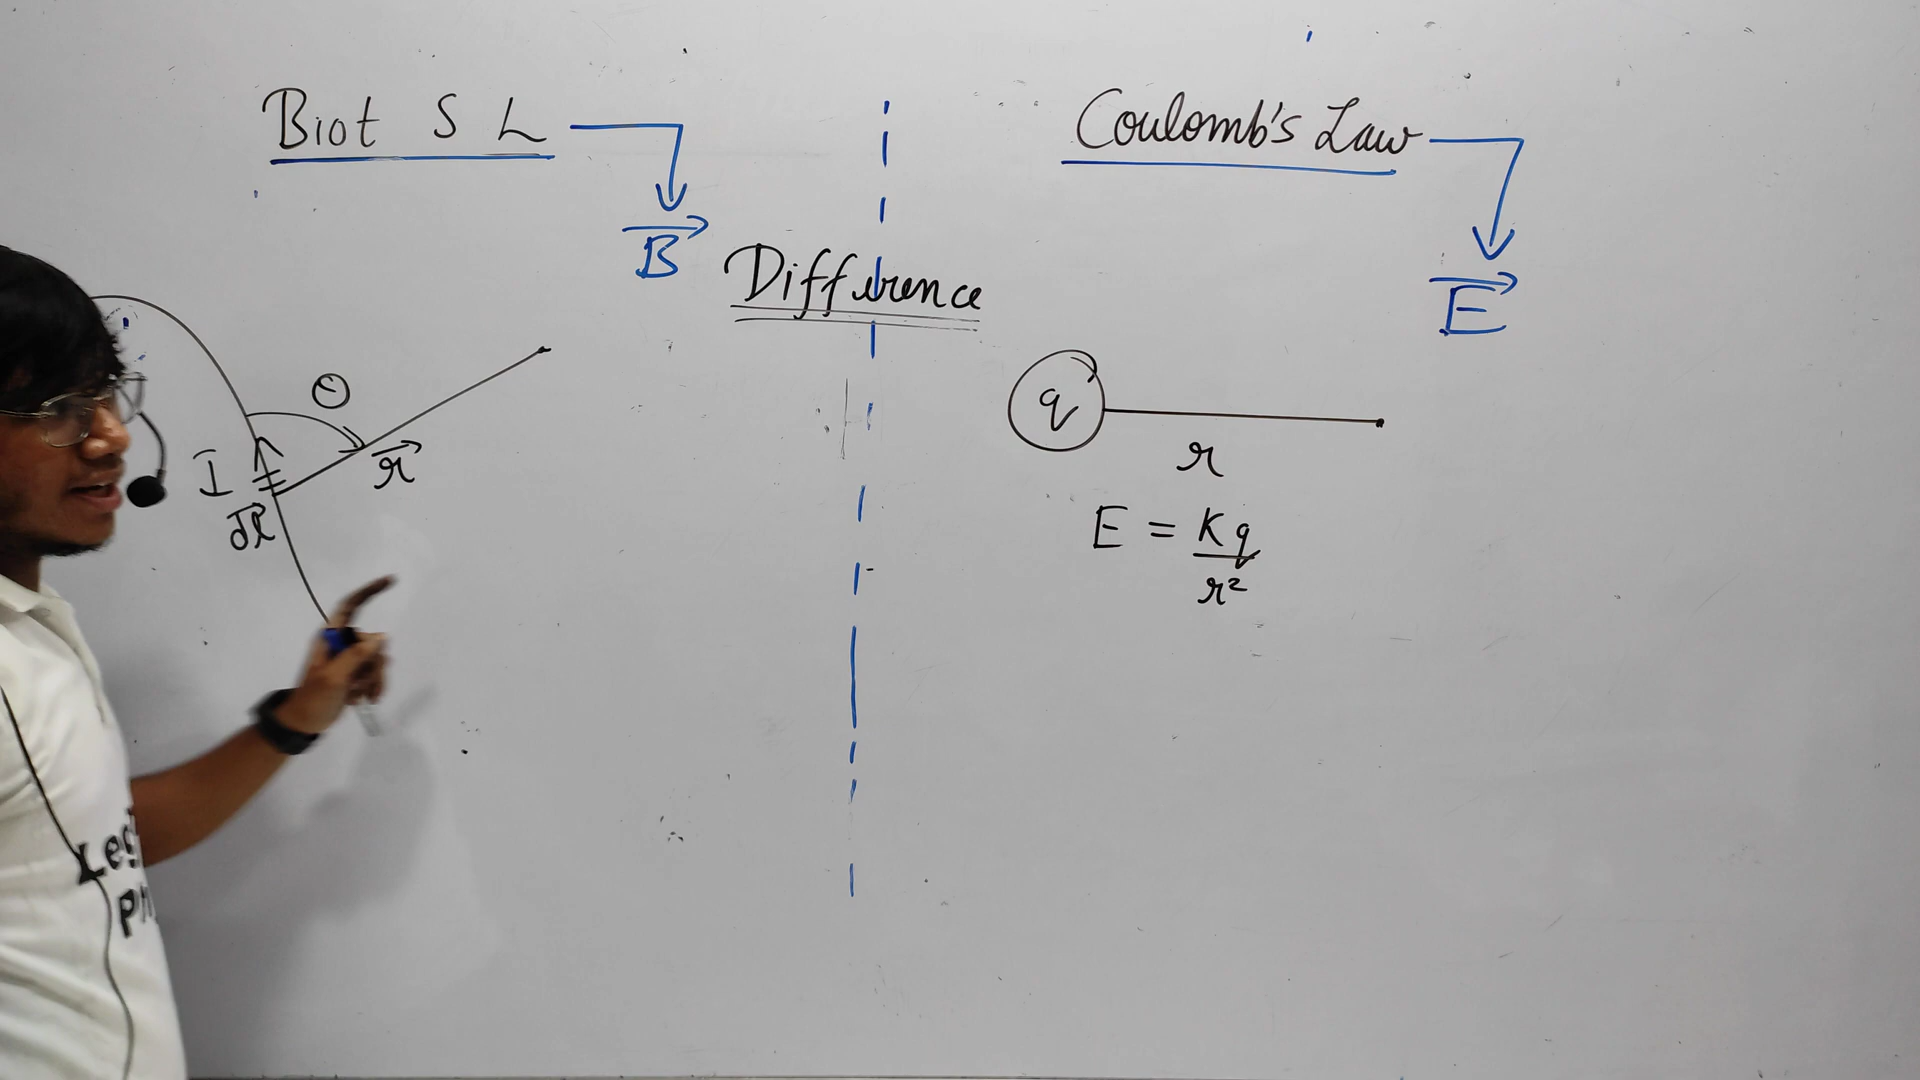 Biot S L
B
Coulomb's Law
E
Difference
θ
I
dl
r
q
r
E = Kq
r²